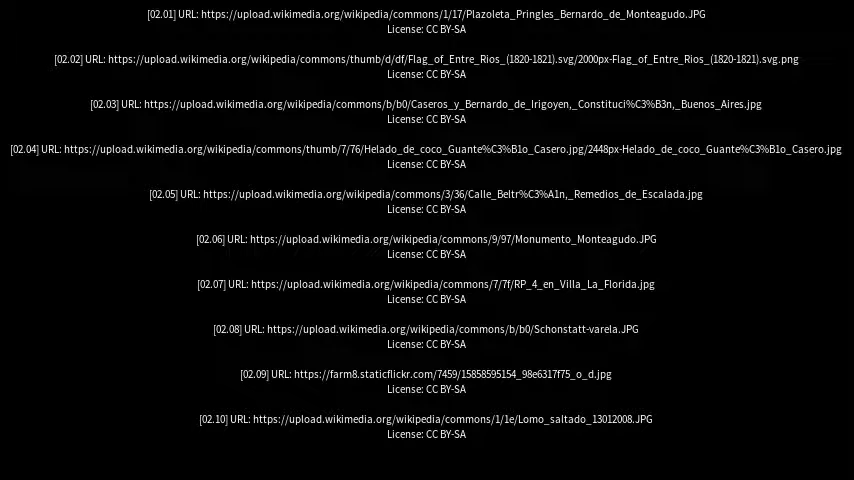 [02.01] URL: https://upload.wikimedia.org/wikipedia/commons/1/17/Plazoleta_Pringles_Bernardo_de_Monteagudo.JPG
License: CC BY-SA
[02.02] URL: https://upload.wikimedia.org/wikipedia/commons/thumb/d/df/Flag_of_Entre_Rios_(1820-1821).svg/2000px-Flag_of_Entre_Rios_(1820-1821).svg.png
License: CC BY-SA
[02.03] URL: https://upload.wikimedia.org/wikipedia/commons/b/b0/Caseros_y_Bernardo_de_Irigoyen,_Constituci%C3%B3n,_Buenos_Aires.jpg
License: CC BY-SA
[02.04] URL: https://upload.wikimedia.org/wikipedia/commons/thumb/7/76/Helado_de_coco_Guante%C3%B1o_Casero.jpg/2448px-Helado_de_coco_Guante%C3%B1o_Casero.jpg
License: CC BY-SA
[02.05] URL: https://upload.wikimedia.org/wikipedia/commons/3/36/Calle_Beltr%C3%A1n,_Remedios_de_Escalada.jpg
License: CC BY-SA
[02.06] URL: https://upload.wikimedia.org/wikipedia/commons/9/97/Monumento_Monteagudo.JPG
License: CC BY-SA
[02.07] URL: https://upload.wikimedia.org/wikipedia/commons/7/7f/RP_4_en_Villa_La_Florida.jpg
License: CC BY-SA
[02.08] URL: https://upload.wikimedia.org/wikipedia/commons/b/b0/Schonstatt-varela.JPG
License: CC BY-SA
[02.09] URL: https://farm8.staticflickr.com/7459/15858595154_98e6317f75_o_d.jpg
License: CC BY-SA
[02.10] URL: https://upload.wikimedia.org/wikipedia/commons/1/1e/Lomo_saltado_13012008.JPG
License: CC BY-SA